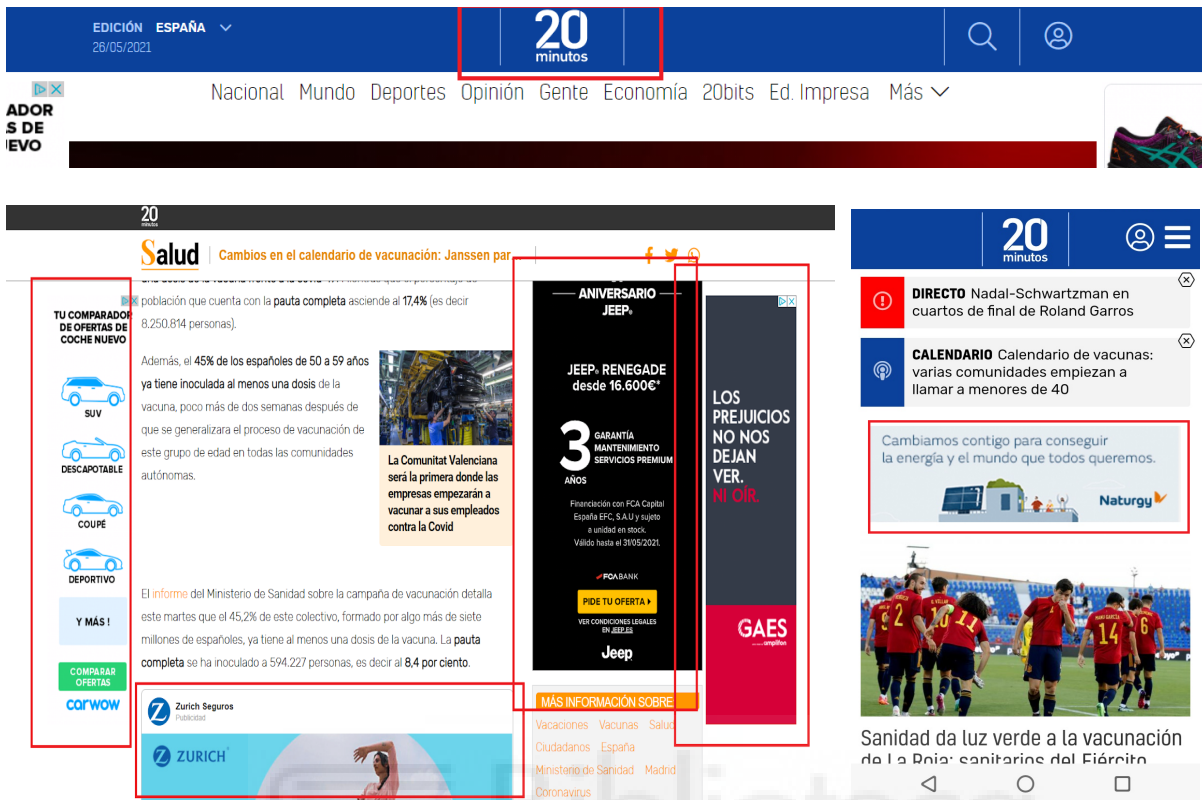 EDICIÓN ESPAÑA
26/05/2021
20
minutos
Nacional Mundo Deportes Opinión Gente Economía 20bits Ed. Impresa Más
ADOR
S DE
EVO
20
minutos
Salud
Cambios en el calendario de vacunación: Janssen par...
población que cuenta con la pauta completa asciende al 17,4% (es decir
8.250.814 personas).
Además, el 45% de los españoles de 50 a 59 años
ya tiene inoculada al menos una dosis de la
vacuna, poco más de dos semanas después de
que se generalizara el proceso de vacunación de
este grupo de edad en todas las comunidades
autónomas.
La Comunitat Valenciana
será la primera donde las
empresas empezarán a
vacunar a sus empleados
contra la Covid
El informe del Ministerio de Sanidad sobre la campaña de vacunación detalla
este martes que el 45,2% de este colectivo, formado por algo más de siete
millones de españoles, ya tiene al menos una dosis de la vacuna. La pauta
completa se ha inoculado a 594.227 personas, es decir al 8,4 por ciento.
Zurich Seguros
Publicidad
ZURICH
TU COMPARADOR
DE OFERTAS DE
COCHE NUEVO
SUV
DESCAPOTABLE
COUPÉ
DEPORTIVO
Y MÁS !
COMPARAR
OFERTAS
carwow
ANIVERSARIO
JEEP®
JEEP® RENEGADE
desde 16.600€*
3
AÑOS
GARANTÍA
MANTENIMIENTO
SERVICIOS PREMIUM
Financiación con FCA Capital
España EFC, S.A.U y sujeto
a unidad en stock.
Válido hasta el 31/05/2021.
FCA BANK
PIDE TU OFERTA
VER CONDICIONES LEGALES
EN JEEP.ES
Jeep
MÁS INFORMACIÓN SOBRE
Vacaciones Vacunas Salud
Ciudadanos España
Ministerio de Sanidad Madrid
Coronavirus
LOS
PREJUICIOS
NO NOS
DEJAN
VER.
NI OÍR.
GAES
amplifon
20
minutos
DIRECTO Nadal-Schwartzman en
cuartos de final de Roland Garros
CALENDARIO Calendario de vacunas:
varias comunidades empiezan a
llamar a menores de 40
Cambiamos contigo para conseguir
la energía y el mundo que todos queremos.
Naturgy
2
11
14
6
Sanidad da luz verde a la vacunación
de La Roja: sanitarios del Ejército